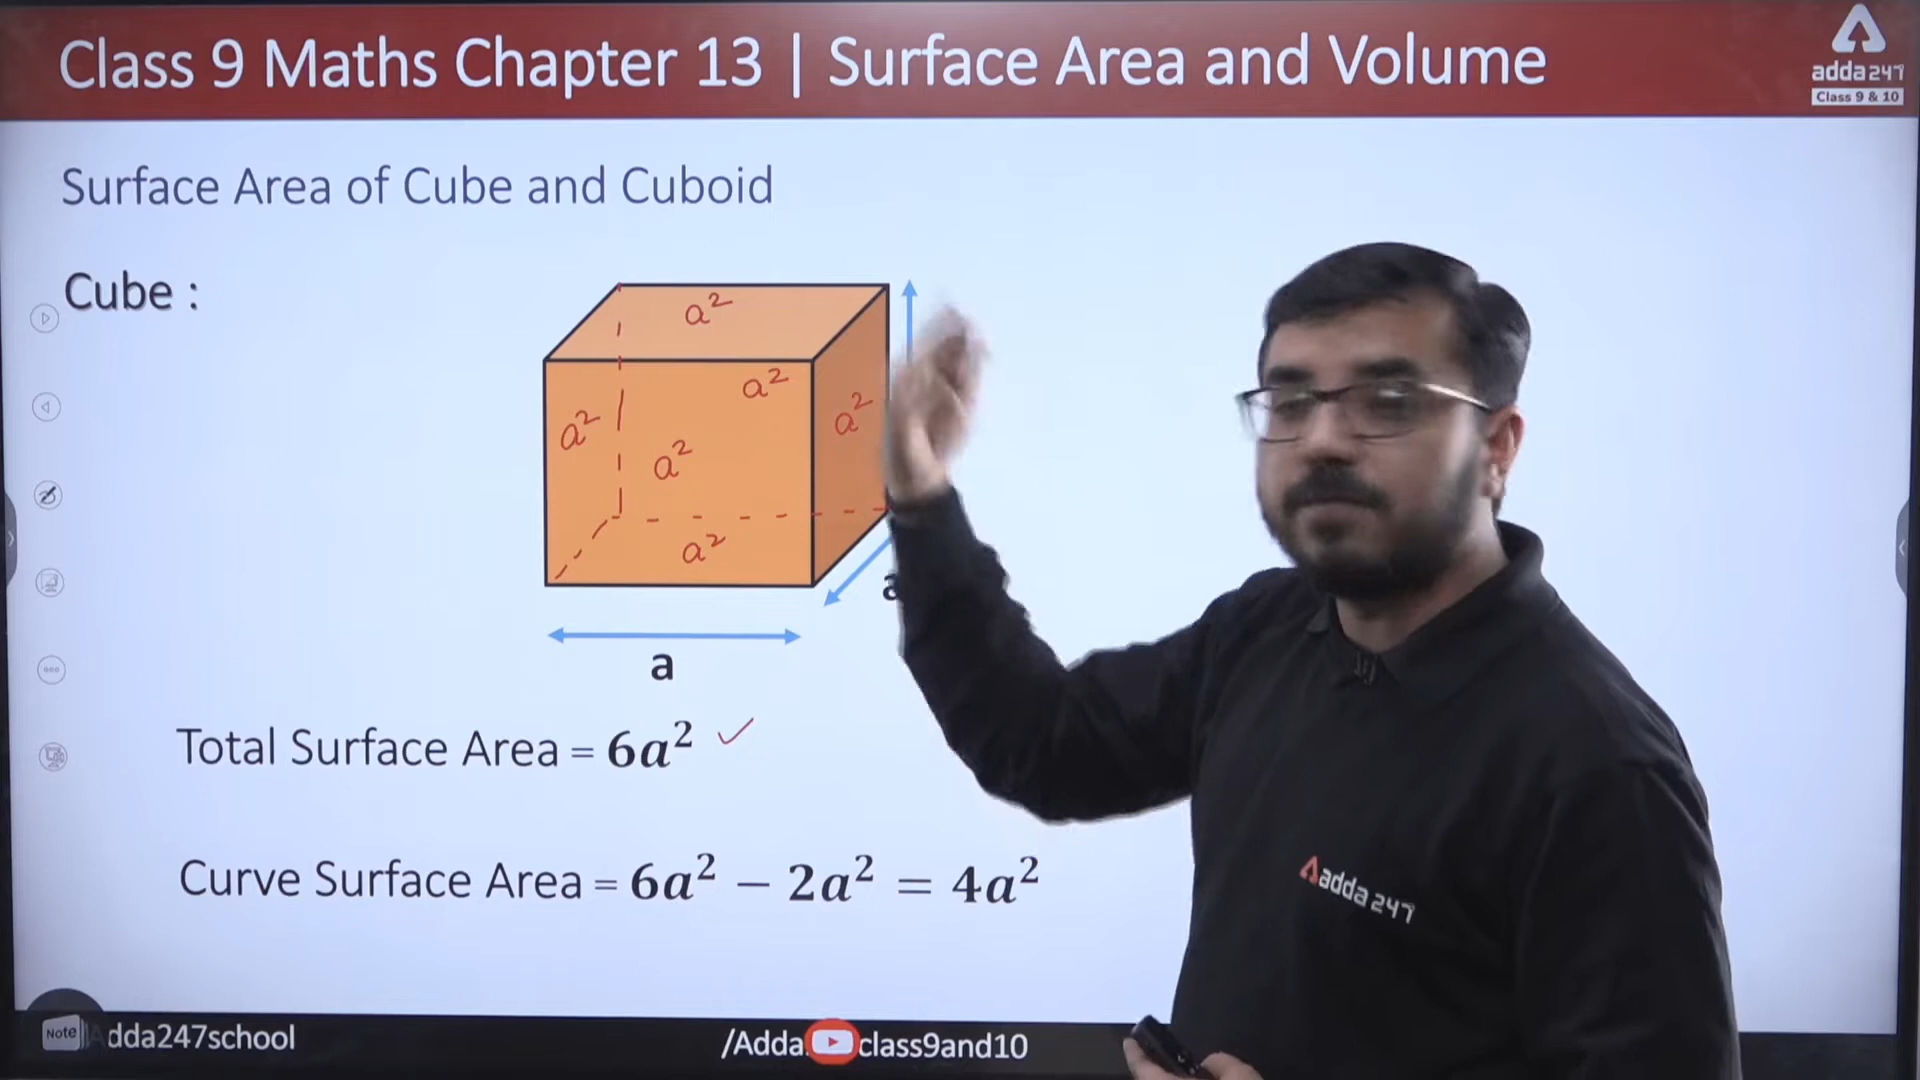 Class 9 Maths Chapter 13 | Surface Area and Volume
adda247
Class 9 & 10
Surface Area of Cube and Cuboid
Cube :
a²
a²
a²
a²
a²
a²
a
a
Total Surface Area = 6a² ✓
Curve Surface Area = 6a² − 2a² = 4a²
adda247
Note
Adda247school
/Adda
class9and10